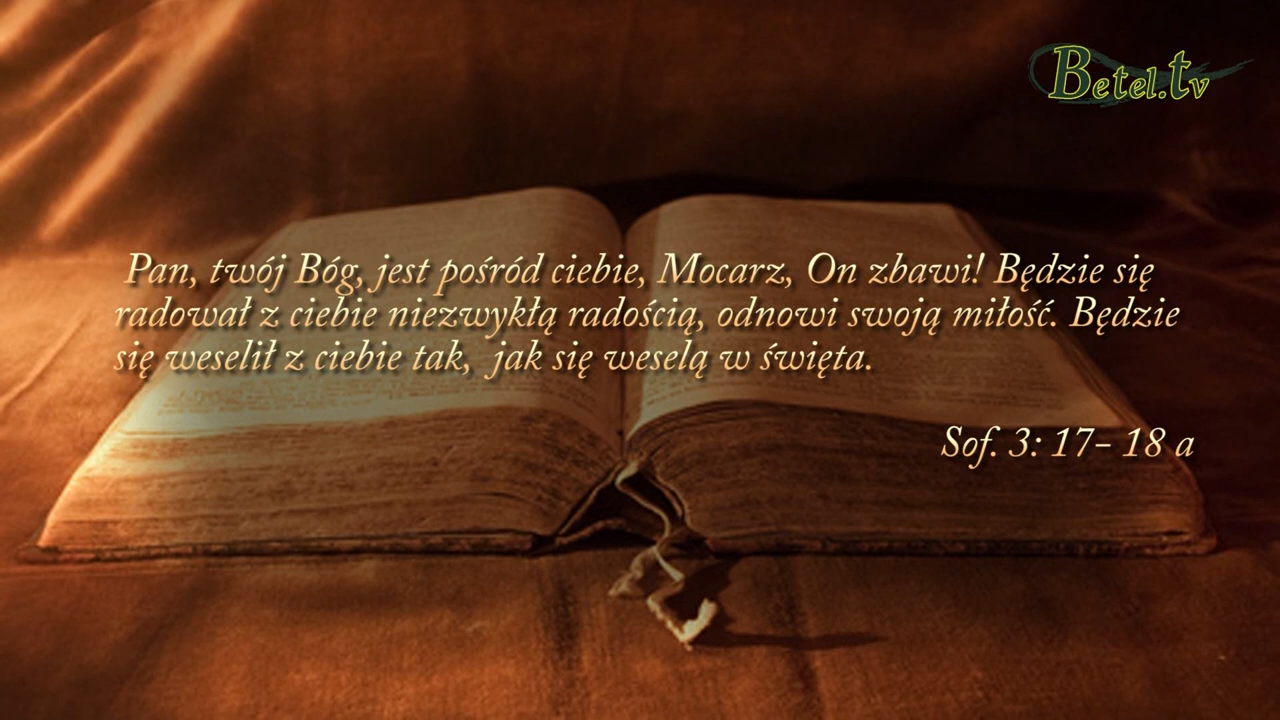 Betel.tv
Pan, twój Bóg, jest pośród ciebie, Mocarz, On zbawi! Będzie się
radował z ciebie niezwykłą radością, odnowi swoją miłość. Będzie
się weselił z ciebie tak,  jak się weselą w święta.
Sof. 3: 17- 18 a